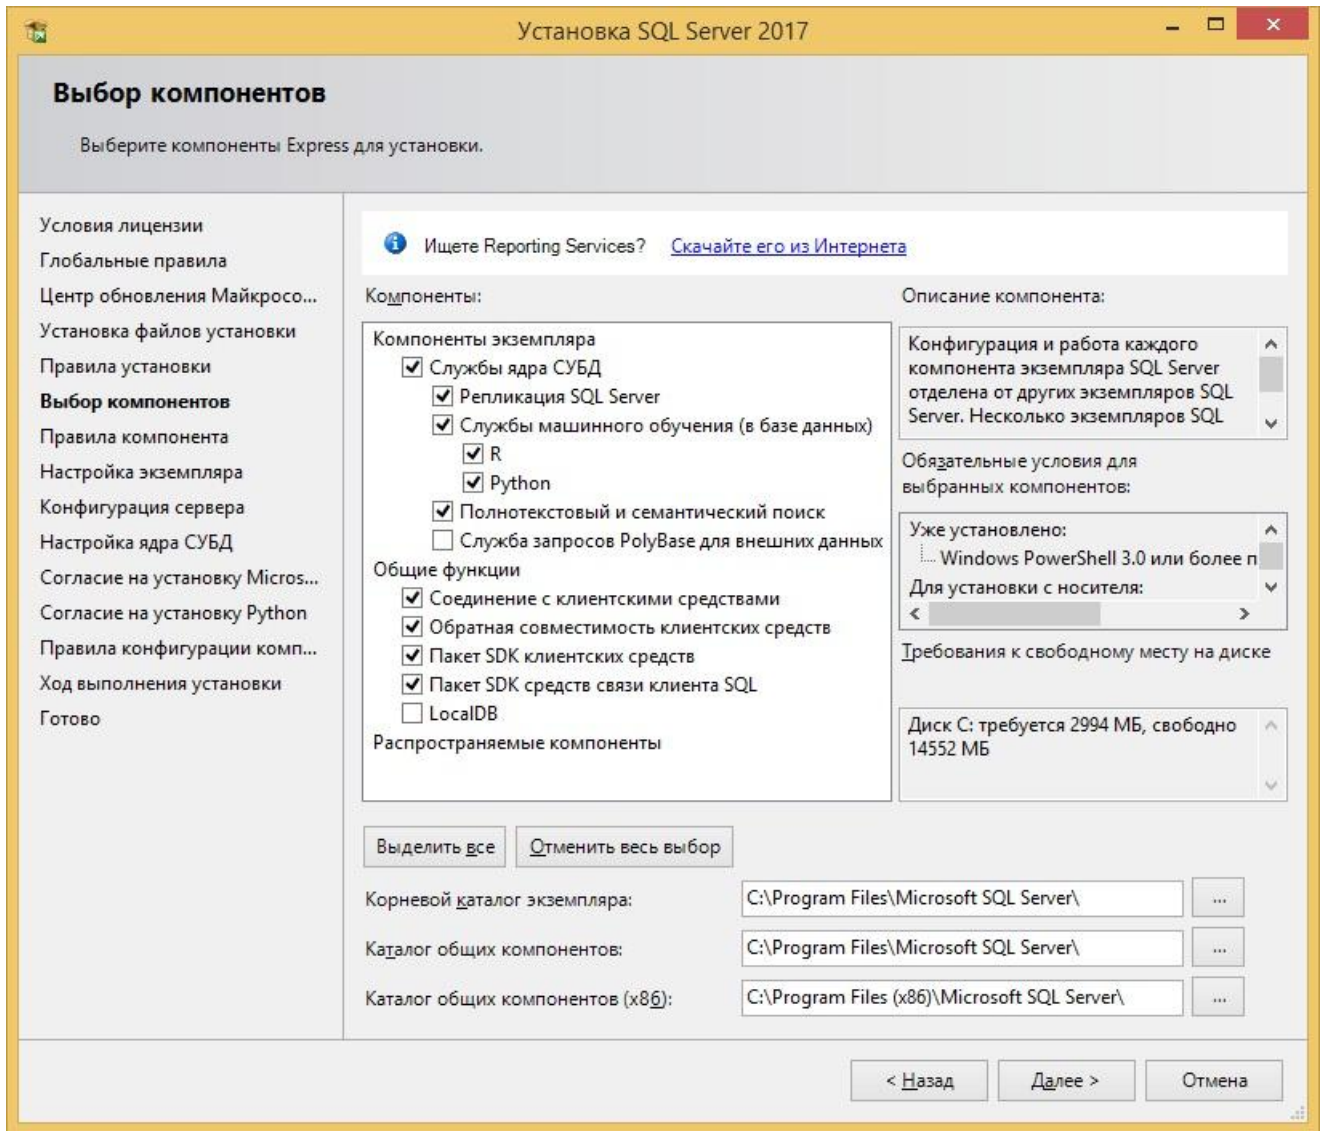 Установка SQL Server 2017
Выбор компонентов
Выберите компоненты Express для установки.
Условия лицензии
Глобальные правила
Центр обновления Майкросо...
Установка файлов установки
Правила установки
Выбор компонентов
Правила компонента
Настройка экземпляра
Конфигурация сервера
Настройка ядра СУБД
Согласие на установку Micros...
Согласие на установку Python
Правила конфигурации комп...
Ход выполнения установки
Готово
Ищете Reporting Services? Скачайте его из Интернета
Компоненты:
Компоненты экземпляра
Службы ядра СУБД
Репликация SQL Server
Службы машинного обучения (в базе данных)
R
Python
Полнотекстовый и семантический поиск
Служба запросов PolyBase для внешних данных
Общие функции
Соединение с клиентскими средствами
Обратная совместимость клиентских средств
Пакет SDK клиентских средств
Пакет SDK средств связи клиента SQL
LocalDB
Распространяемые компоненты
Описание компонента:
Конфигурация и работа каждого
компонента экземпляра SQL Server
отделена от других экземпляров SQL
Server. Несколько экземпляров SQL
Обязательные условия для
выбранных компонентов:
Уже установлено:
Windows PowerShell 3.0 или более п
Для установки с носителя:
Требования к свободному месту на диске
Диск C: требуется 2994 МБ, свободно
14552 МБ
Выделить все
Отменить весь выбор
Корневой каталог экземпляра:
C:\Program Files\Microsoft SQL Server\
...
Каталог общих компонентов:
C:\Program Files\Microsoft SQL Server\
...
Каталог общих компонентов (x86):
C:\Program Files (x86)\Microsoft SQL Server\
...
< Назад
Далее >
Отмена